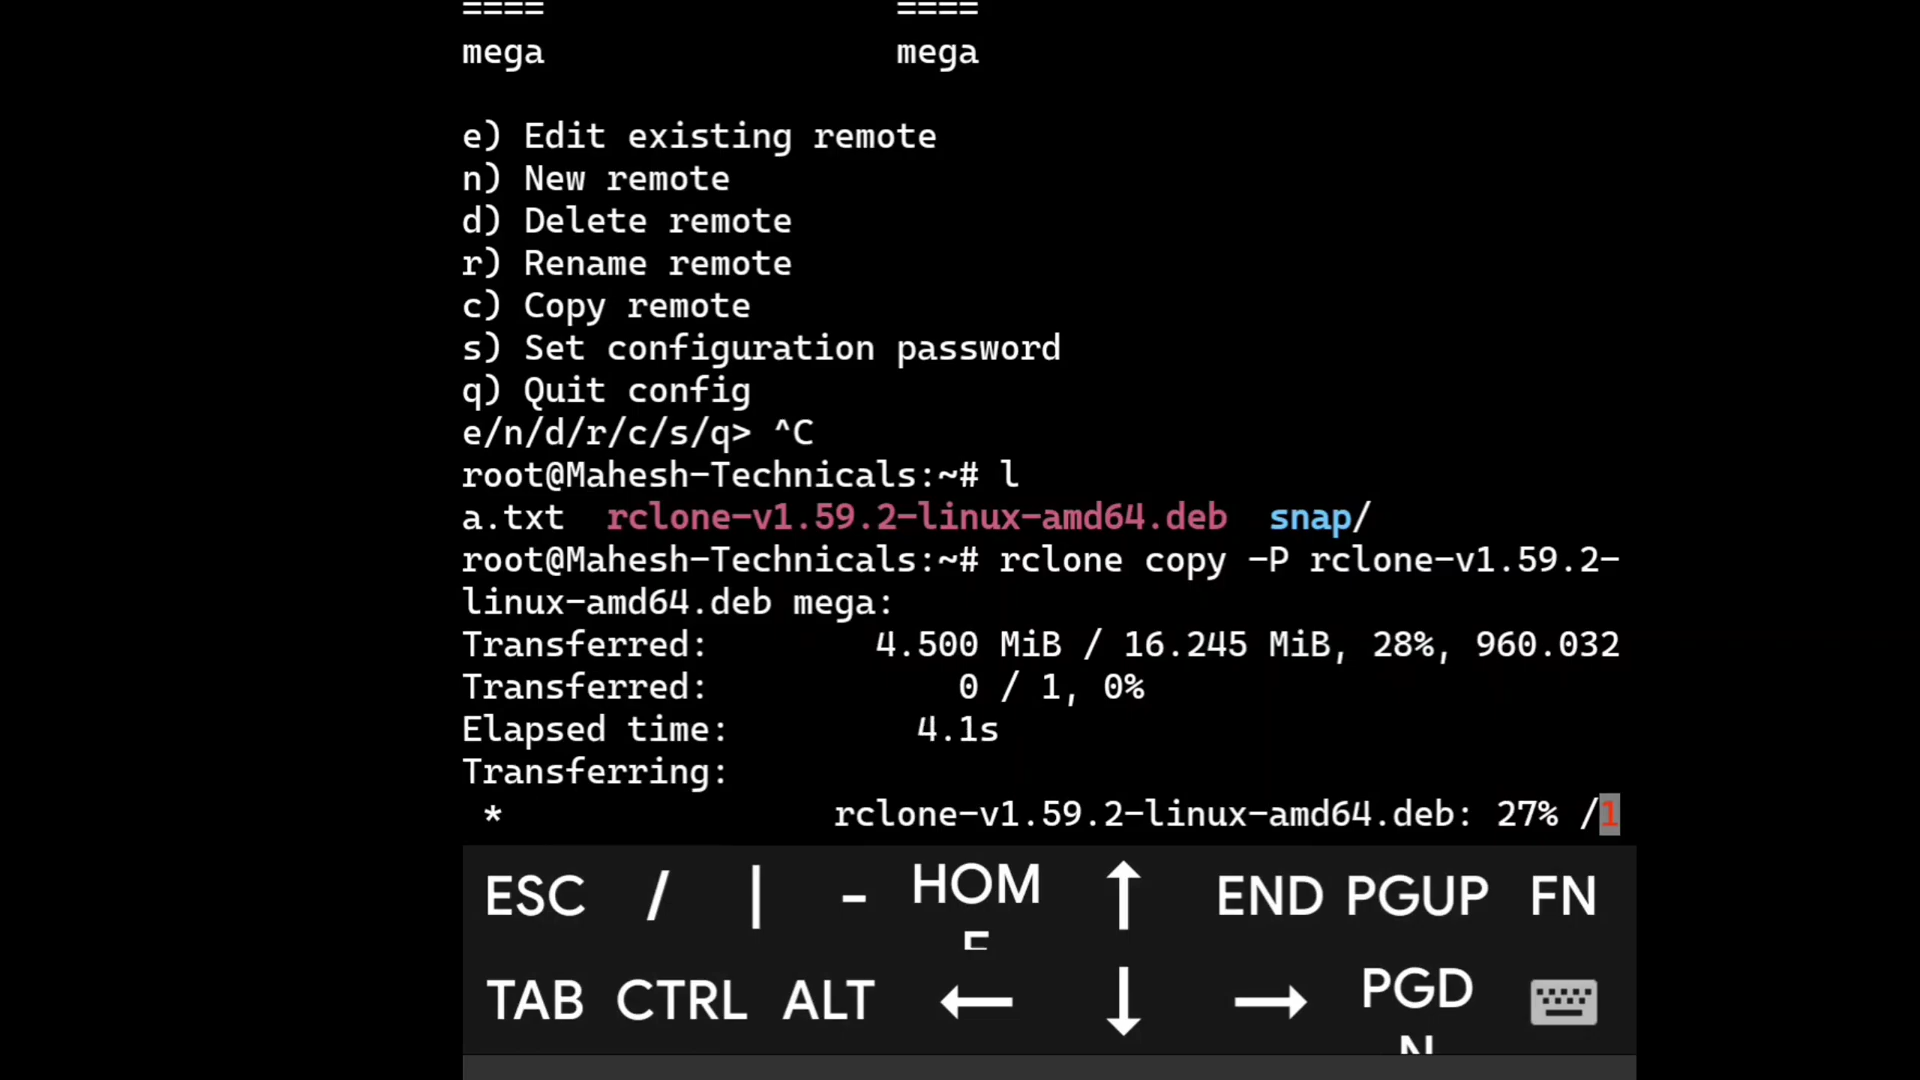 ==== ====
mega mega
e) Edit existing remote
n) New remote
d) Delete remote
r) Rename remote
c) Copy remote
s) Set configuration password
q) Quit config
e/n/d/r/c/s/q> ^C
root@Mahesh-Technicals:~# l
a.txt rclone-v1.59.2-linux-amd64.deb snap/
root@Mahesh-Technicals:~# rclone copy -P rclone-v1.59.2-
linux-amd64.deb mega:
Transferred: 4.500 MiB / 16.245 MiB, 28%, 960.032
Transferred: 0 / 1, 0%
Elapsed time: 4.1s
Transferring:
* rclone-v1.59.2-linux-amd64.deb: 27% /1
ESC / | - HOME ↑ END PGUP FN
TAB CTRL ALT ← ↓ → PGDN